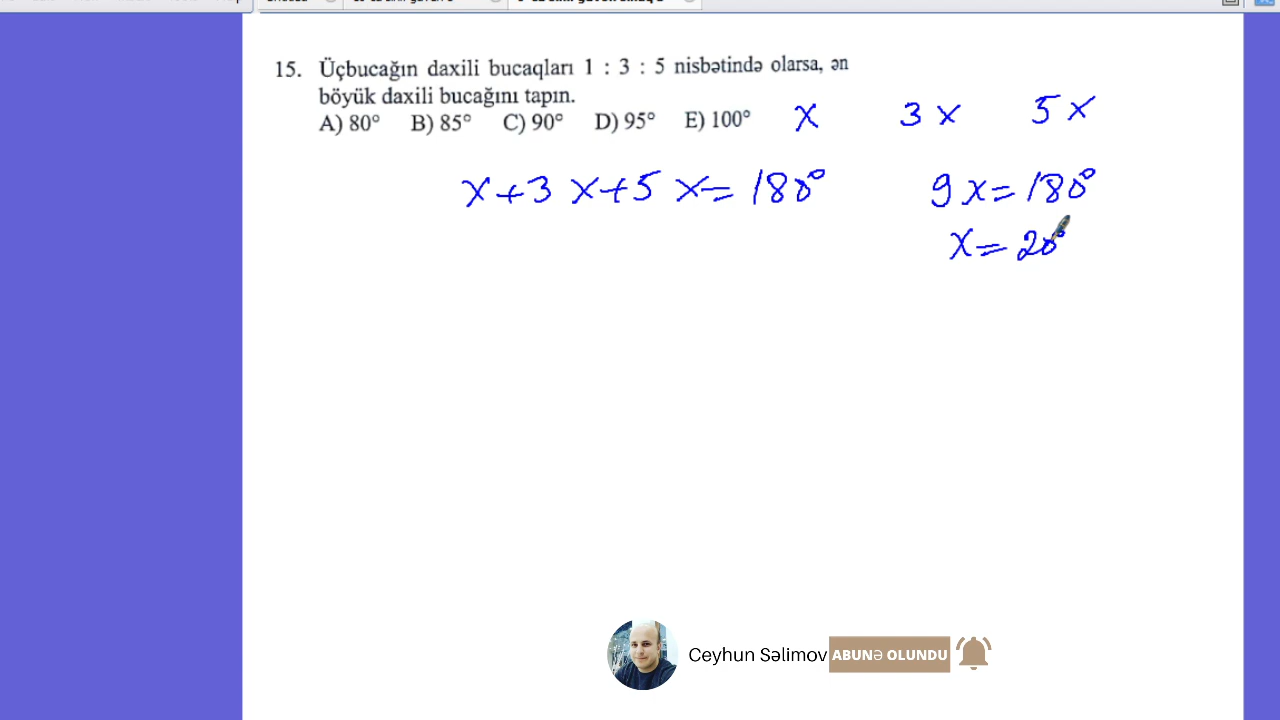 15. Üçbucağın daxili bucaqları 1 : 3 : 5 nisbətində olarsa, ən
böyük daxili bucağını tapın.
A) 80° B) 85° C) 90° D) 95° E) 100°
x 3x 5x
x+3x+5x=180° 9x=180°
x=20°
Ceyhun Səlimov ABUNƏ OLUNDU